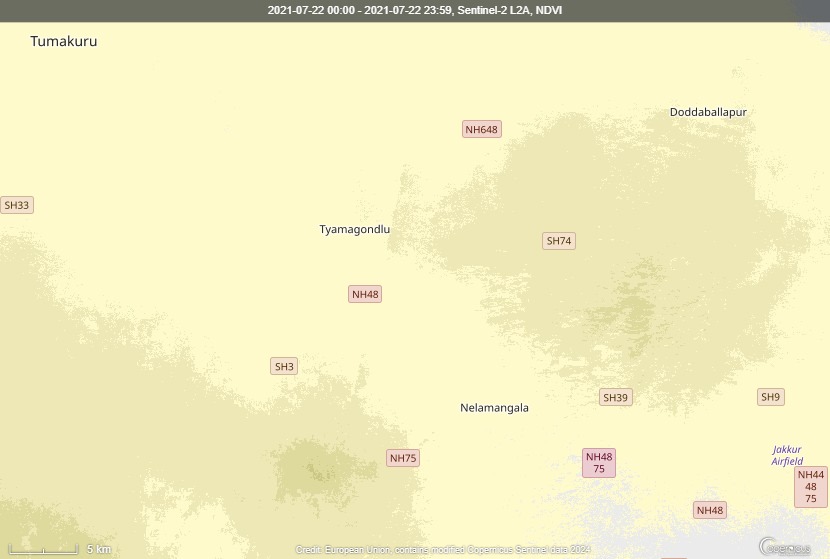 2021-07-22 00:00 - 2021-07-22 23:59, Sentinel-2 L2A, NDVI
Tumakuru
Doddaballapur
NH648
SH33
Tyamagondlu
SH74
NH48
SH3
SH39
SH9
Nelamangala
Jakkur
Airfield
NH75
NH48
75
NH44
48
75
NH48
5 km
Credit: European Union, contains modified Copernicus Sentinel data 2024
opernicus